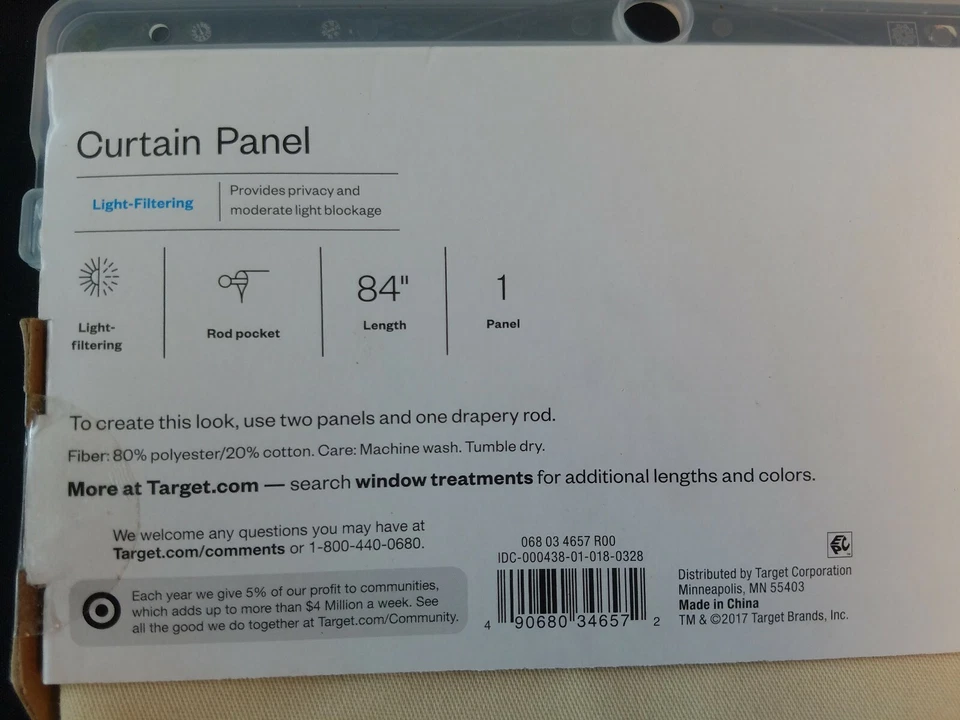 Curtain Panel
Light-Filtering
Provides privacy and
moderate light blockage
Light-
filtering
Rod pocket
84"
Length
1
Panel
To create this look, use two panels and one drapery rod.
Fiber: 80% polyester/20% cotton. Care: Machine wash. Tumble dry.
More at Target.com — search window treatments for additional lengths and colors.
We welcome any questions you may have at
Target.com/comments or 1-800-440-0680.
Each year we give 5% of our profit to communities,
which adds up to more than $4 Million a week. See
all the good we do together at Target.com/Community.
068 03 4657 R00
IDC-000438-01-018-0328
4 90680 34657 2
Distributed by Target Corporation
Minneapolis, MN 55403
Made in China
TM & ©2017 Target Brands, Inc.